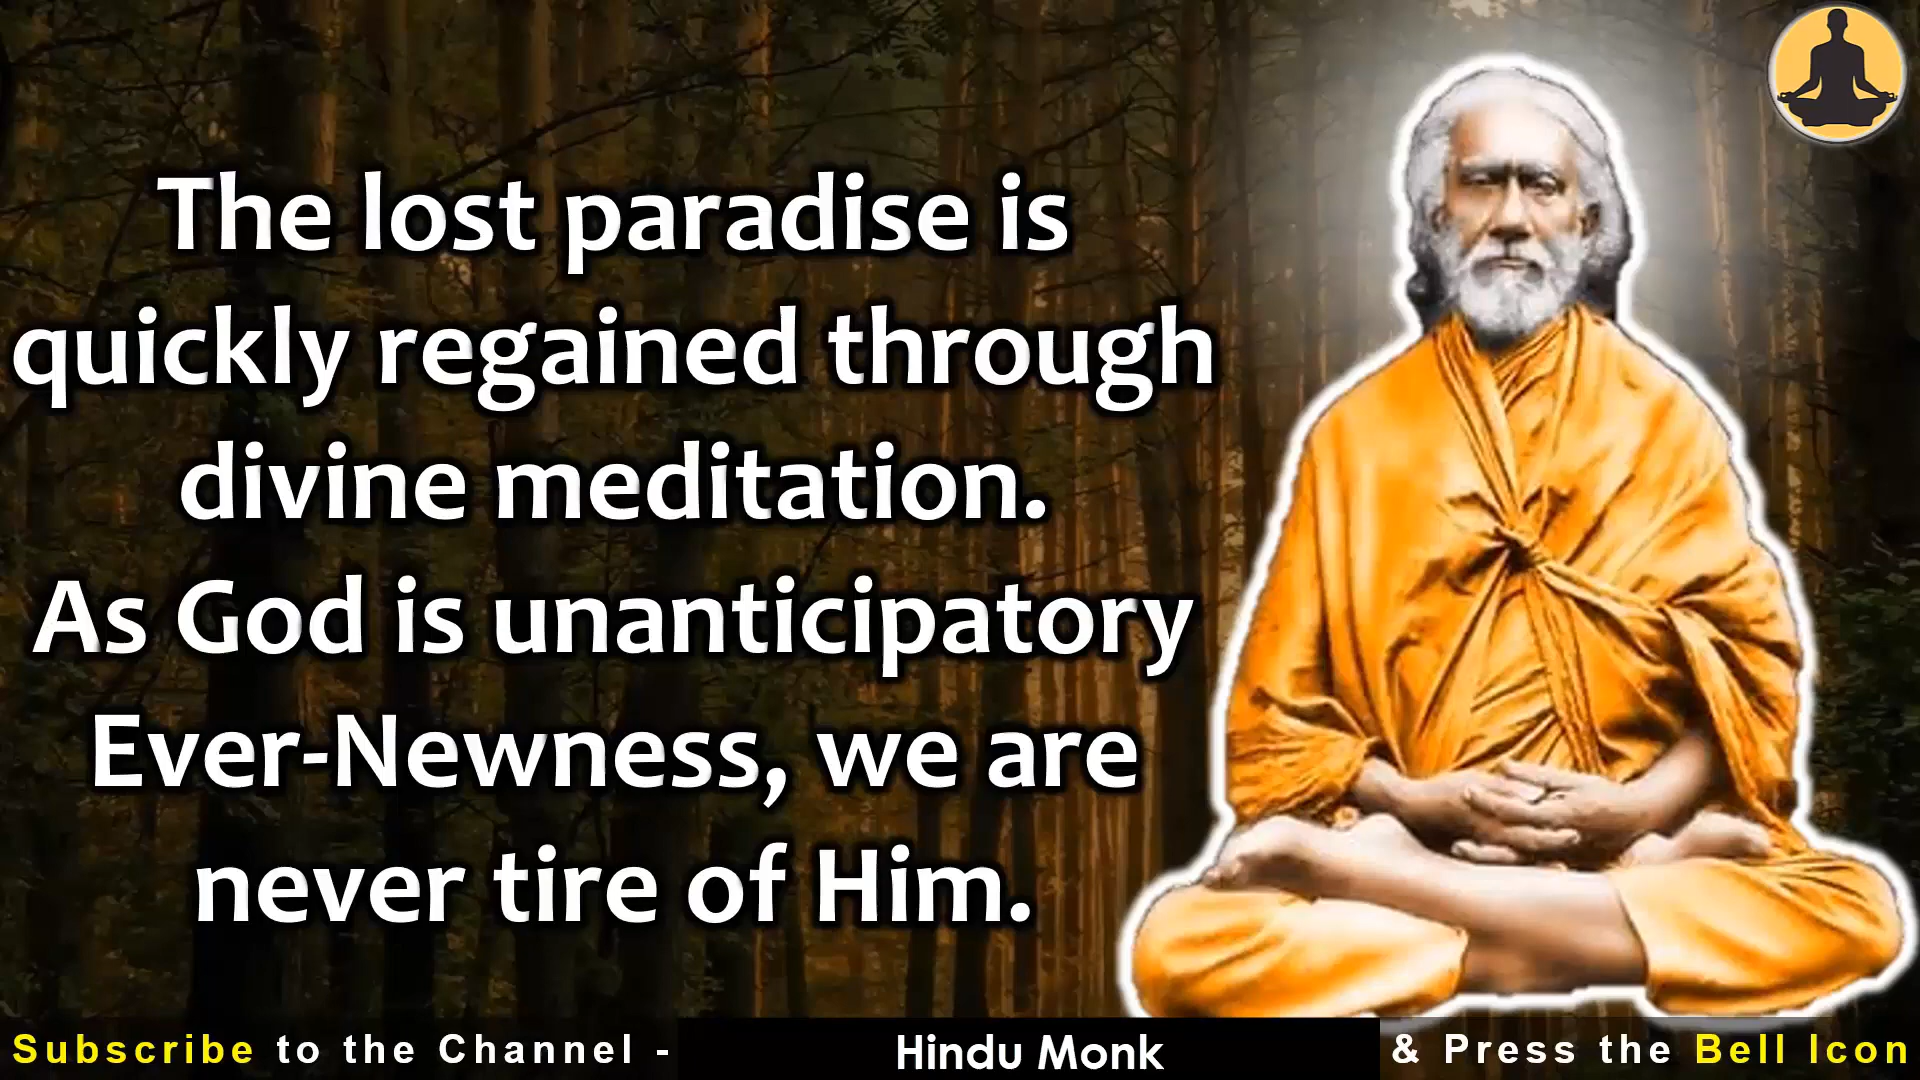 The lost paradise is
quickly regained through
divine meditation.
As God is unanticipatory
Ever-Newness, we are
never tire of Him.
Subscribe to the Channel - Hindu Monk & Press the Bell Icon